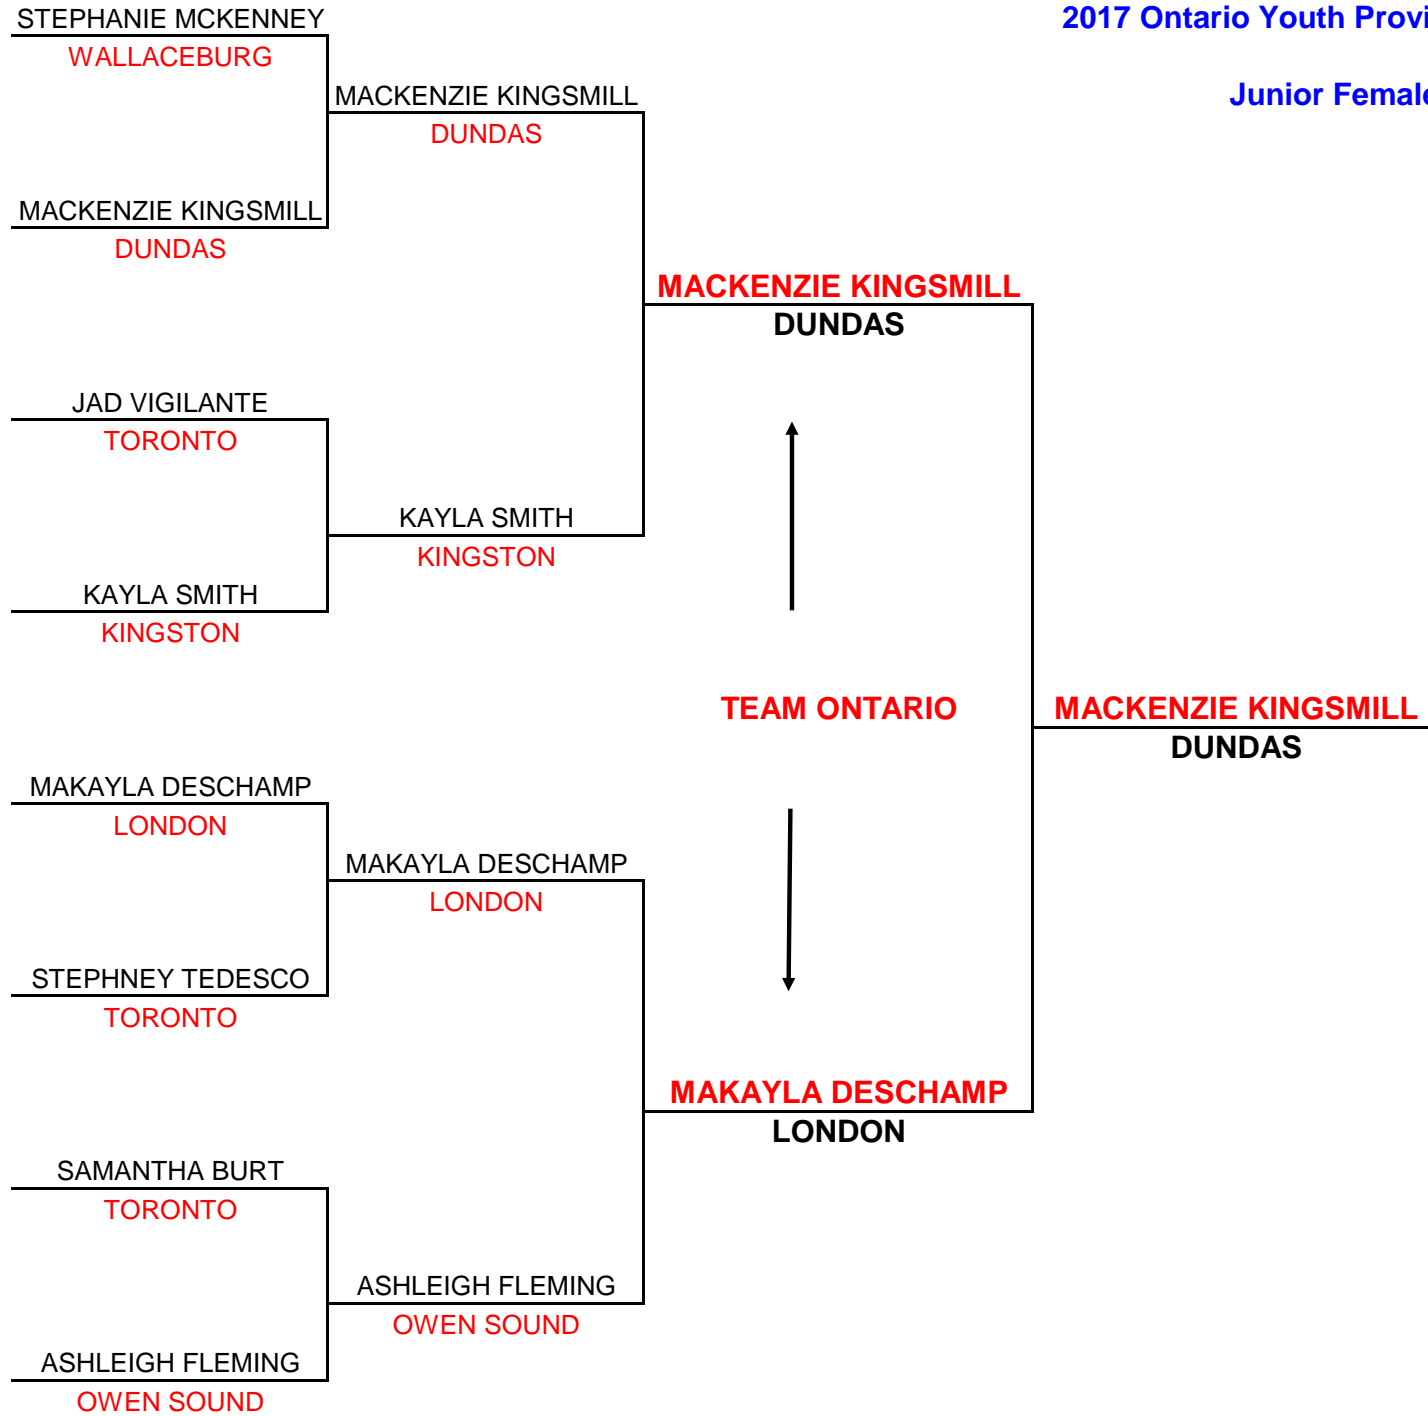 2017 Ontario Youth Provi
Junior Female
STEPHANIE MCKENNEY
WALLACEBURG
MACKENZIE KINGSMILL
DUNDAS
MACKENZIE KINGSMILL
DUNDAS
MACKENZIE KINGSMILL
DUNDAS
JAD VIGILANTE
TORONTO
KAYLA SMITH
KINGSTON
KAYLA SMITH
KINGSTON
TEAM ONTARIO
MACKENZIE KINGSMILL
DUNDAS
MAKAYLA DESCHAMP
LONDON
MAKAYLA DESCHAMP
LONDON
STEPHNEY TEDESCO
TORONTO
MAKAYLA DESCHAMP
LONDON
SAMANTHA BURT
TORONTO
ASHLEIGH FLEMING
OWEN SOUND
ASHLEIGH FLEMING
OWEN SOUND